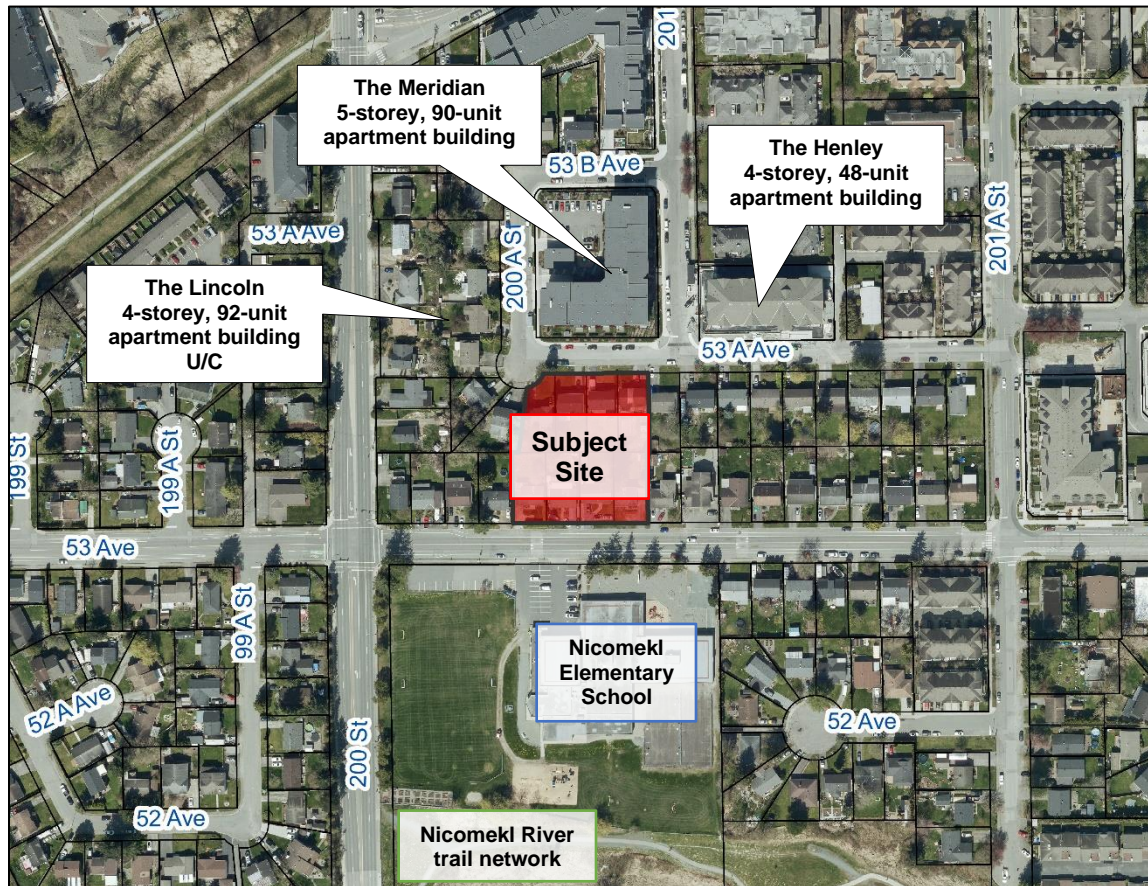 201
The Meridian
5-storey, 90-unit
apartment building
53 B Ave
The Henley
4-storey, 48-unit
apartment building
201 A St
53 A Ave
200 A St
The Lincoln
4-storey, 92-unit
apartment building
U/C
53 A Ave
Subject
Site
199 St
199 A St
53 Ave
99 A St
Nicomekl
Elementary
School
52 A Ave
200 St
52 Ave
52 Ave
Nicomekl River
trail network